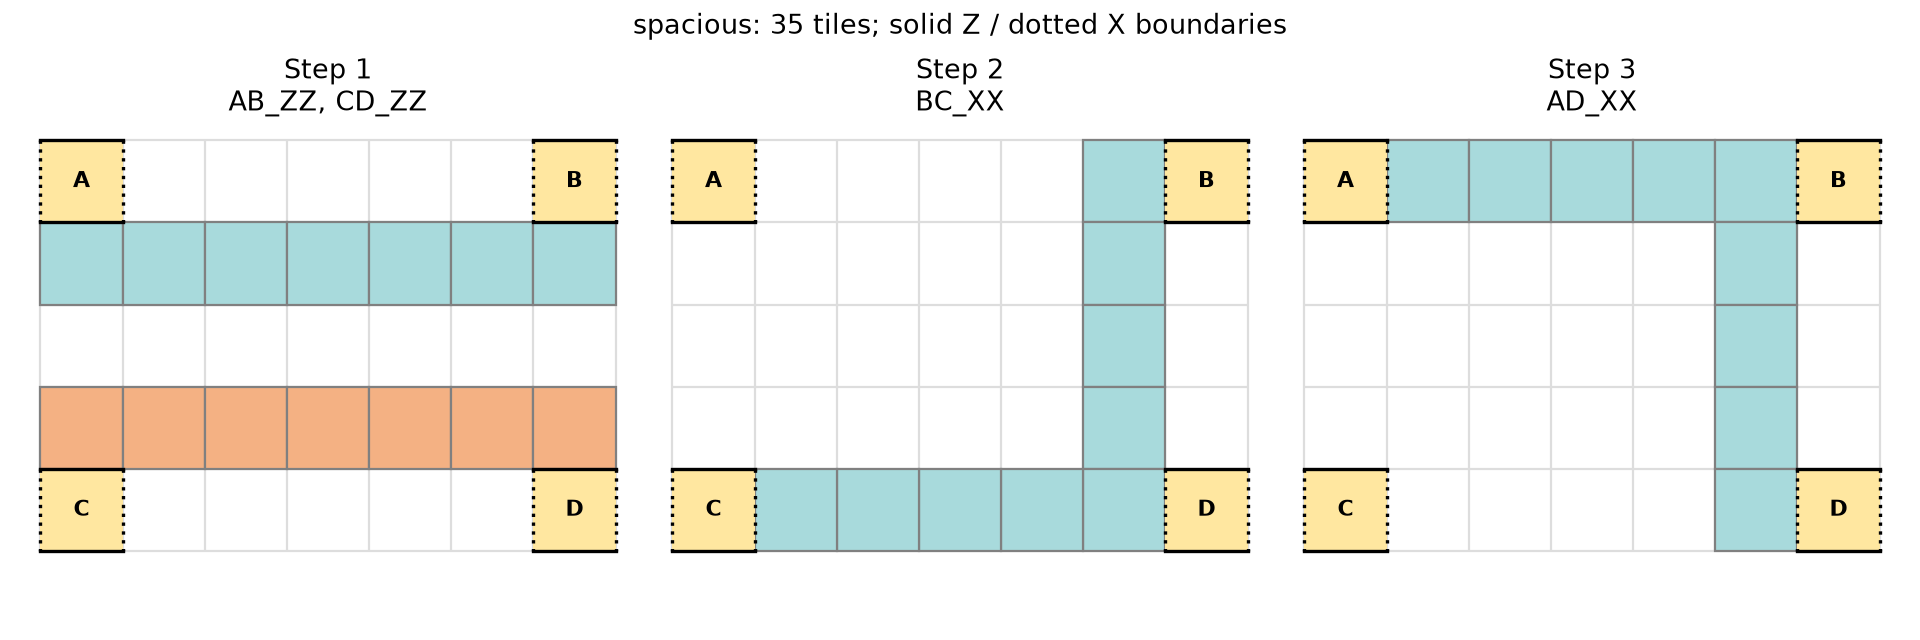 spacious: 35 tiles; solid Z / dotted X boundaries
Step 1
AB_ZZ, CD_ZZ
A
B
C
D
Step 2
BC_XX
A
B
C
D
Step 3
AD_XX
A
B
C
D